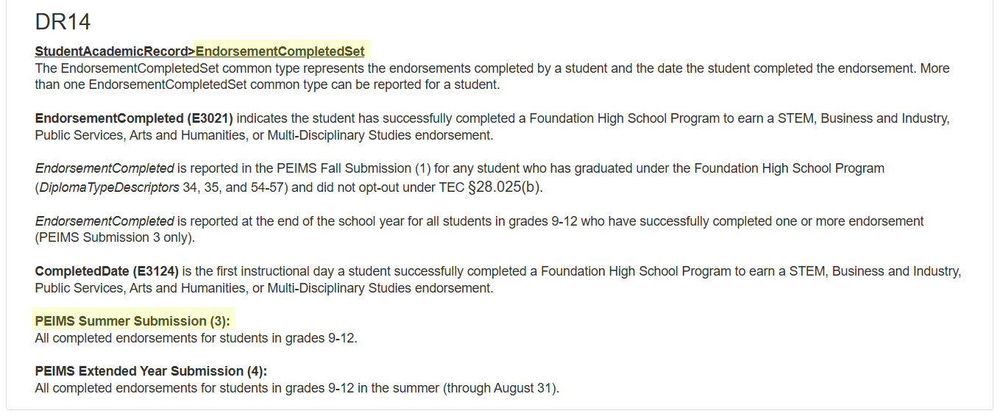 DR14
StudentAcademicRecord>EndorsementCompletedSet
The EndorsementCompletedSet common type represents the endorsements completed by a student and the date the student completed the endorsement. More
than one EndorsementCompletedSet common type can be reported for a student.
EndorsementCompleted (E3021) indicates the student has successfully completed a Foundation High School Program to earn a STEM, Business and Industry,
Public Services, Arts and Humanities, or Multi-Disciplinary Studies endorsement.
EndorsementCompleted is reported in the PEIMS Fall Submission (1) for any student who has graduated under the Foundation High School Program
(DiplomaTypeDescriptors 34, 35, and 54-57) and did not opt-out under TEC §28.025(b).
EndorsementCompleted is reported at the end of the school year for all students in grades 9-12 who have successfully completed one or more endorsement
(PEIMS Submission 3 only).
CompletedDate (E3124) is the first instructional day a student successfully completed a Foundation High School Program to earn a STEM, Business and Industry,
Public Services, Arts and Humanities, or Multi-Disciplinary Studies endorsement.
PEIMS Summer Submission (3):
All completed endorsements for students in grades 9-12.
PEIMS Extended Year Submission (4):
All completed endorsements for students in grades 9-12 in the summer (through August 31).